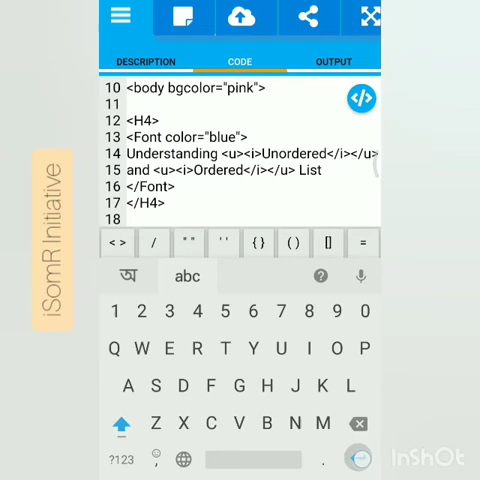 DESCRIPTION CODE OUTPUT
10 <body bgcolor="pink">
11
12 <H4>
13 <Font color="blue">
14 Understanding <u><i>Unordered</i></u>
15 and <u><i>Ordered</i></u> List
16 </Font>
17 </H4>
18
</>
< > / " " ' ' { } ( ) [] =
অ abc
1 2 3 4 5 6 7 8 9 0
Q W E R T Y U I O P
A S D F G H J K L
Z X C V B N M
?123 , .
iSomR Initiative
InShOt